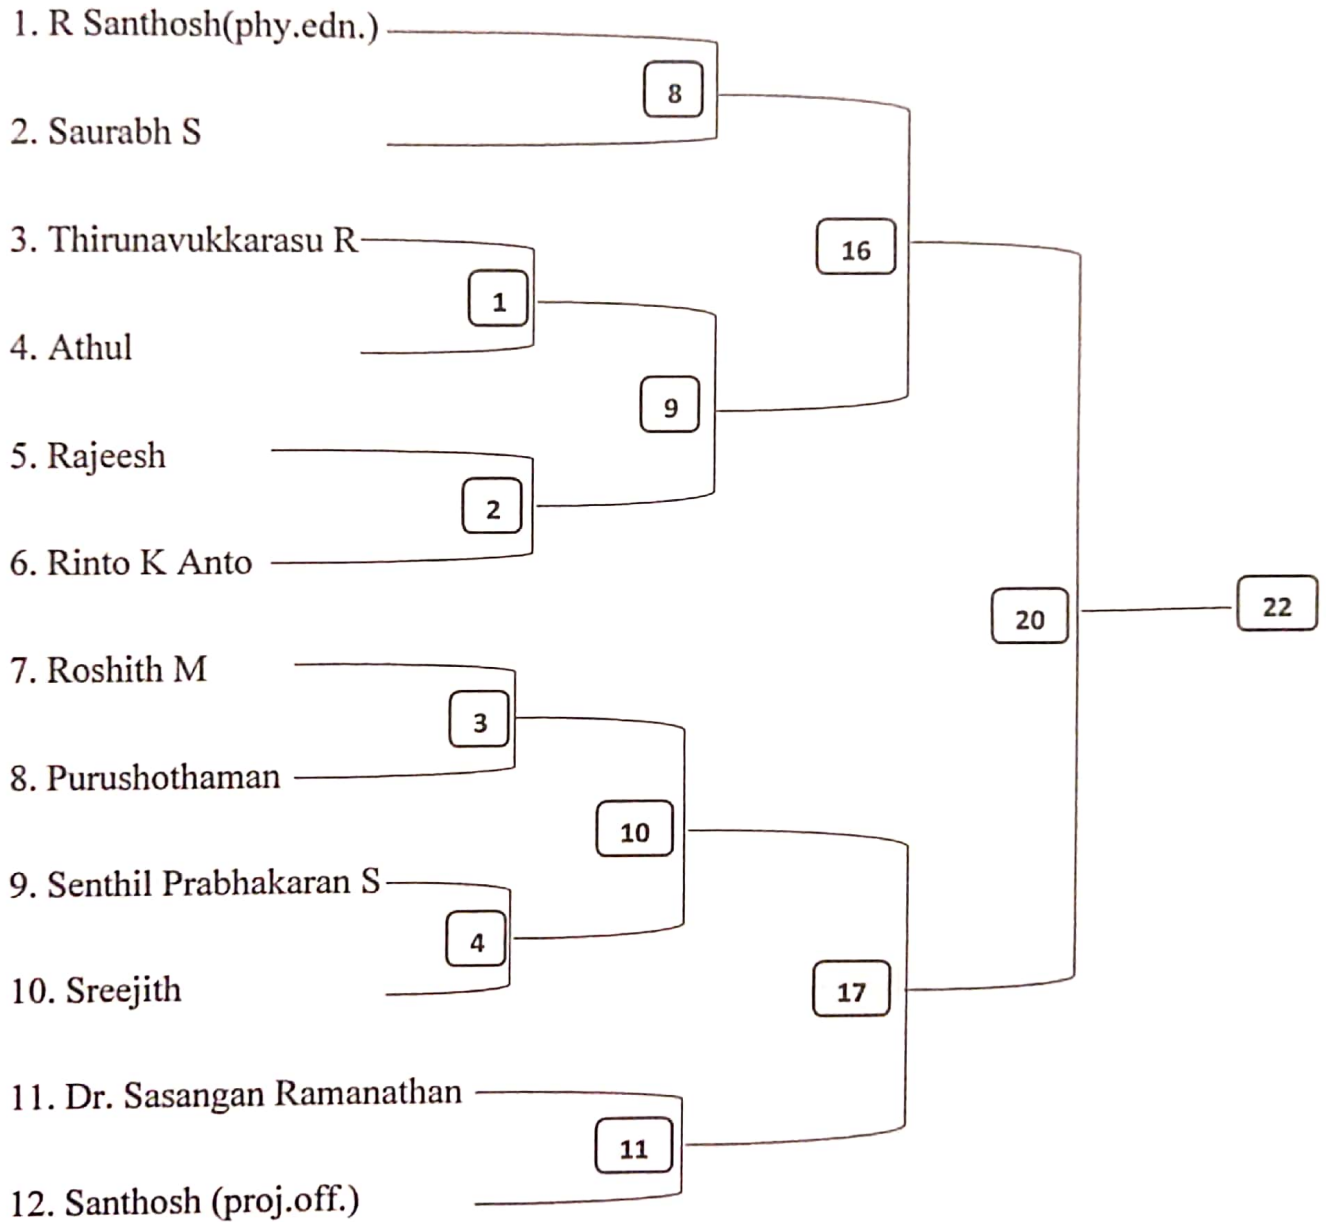 1. R Santhosh(phy.edn.)
8
2. Saurabh S
3. Thirunavukkarasu R
16
1
4. Athul
9
5. Rajeesh
2
6. Rinto K Anto
20
22
7. Roshith M
3
8. Purushothaman
10
9. Senthil Prabhakaran S
4
10. Sreejith
17
11. Dr. Sasangan Ramanathan
11
12. Santhosh (proj.off.)